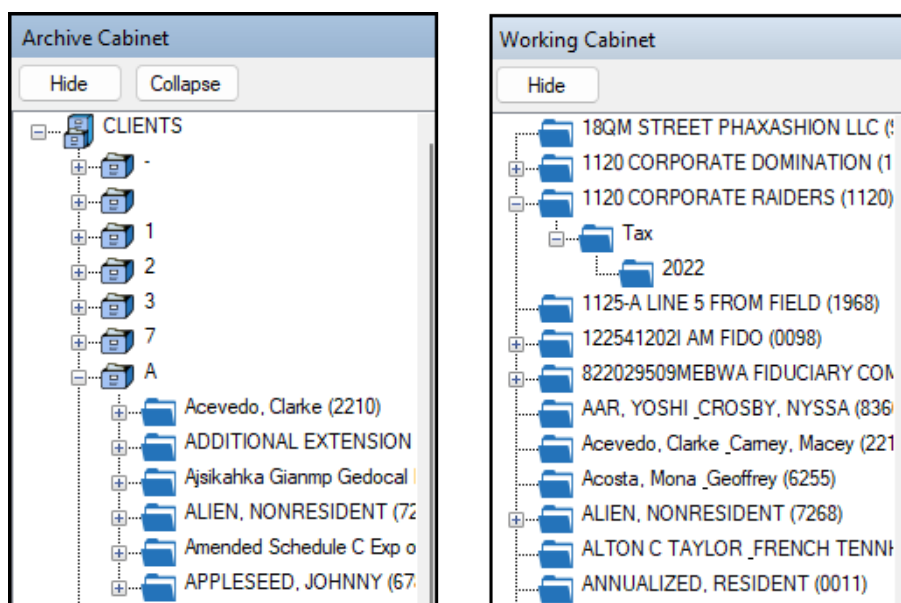 Archive Cabinet
Hide Collapse
CLIENTS
-
1
2
3
7
A
Acevedo, Clarke (2210)
ADDITIONAL EXTENSION
Ajsikahka Gianmp Gedocal
ALIEN, NONRESIDENT (72
Amended Schedule C Exp o
APPLESEED, JOHNNY (67
Working Cabinet
Hide
18QM STREET PHAXASHION LLC (
1120 CORPORATE DOMINATION (1
1120 CORPORATE RAIDERS (1120)
Tax
2022
1125-A LINE 5 FROM FIELD (1968)
122541202I AM FIDO (0098)
822029509MEBWA FIDUCIARY COM
AAR, YOSHI _CROSBY, NYSSA (836
Acevedo, Clarke _Carney, Macey (221
Acosta, Mona _Geoffrey (6255)
ALIEN, NONRESIDENT (7268)
ALTON C TAYLOR _FRENCH
ANNUALIZED, RESIDENT (0011)